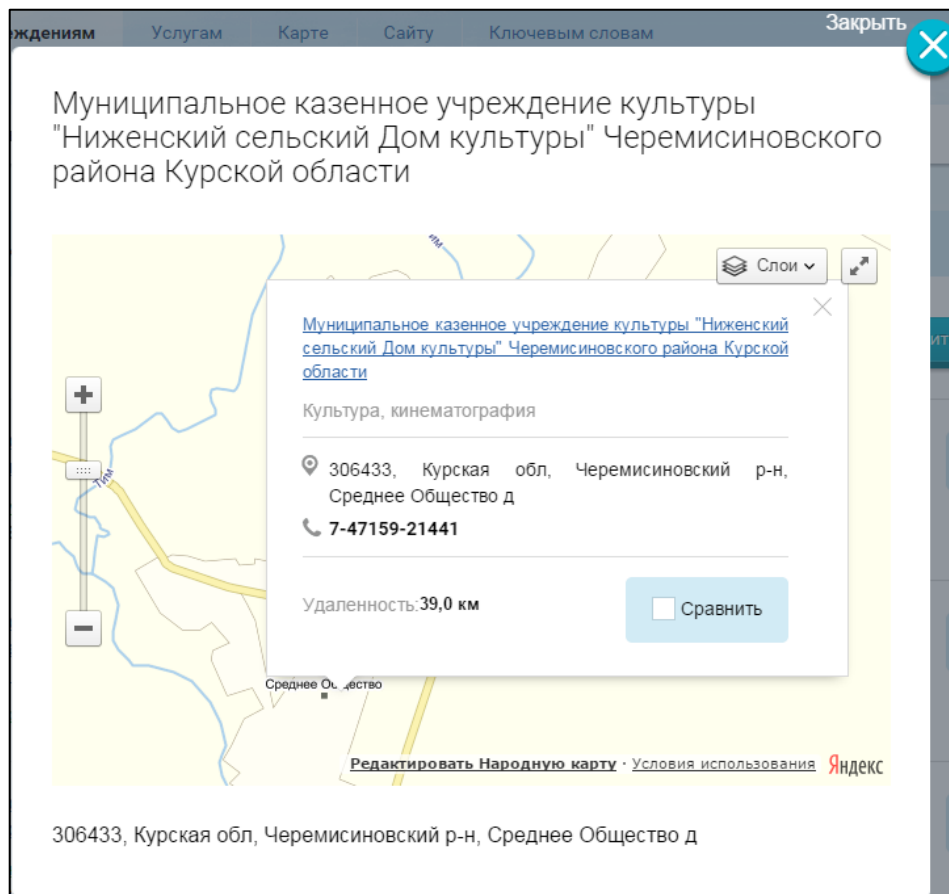 Закрыть
ждениям Услугам Карте Сайту Ключевым словам
Муниципальное казенное учреждение культуры
"Ниженский сельский Дом культуры" Черемисиновского
района Курской области
Слои
Муниципальное казенное учреждение культуры "Ниженский
сельский Дом культуры" Черемисиновского района Курской
области
Культура, кинематография
306433, Курская обл, Черемисиновский р-н,
Среднее Общество д
7-47159-21441
Удаленность:39,0 км
Сравнить
Тим
Среднее
Редактировать Народную карту · Условия использования Яндекс
306433, Курская обл, Черемисиновский р-н, Среднее Общество д